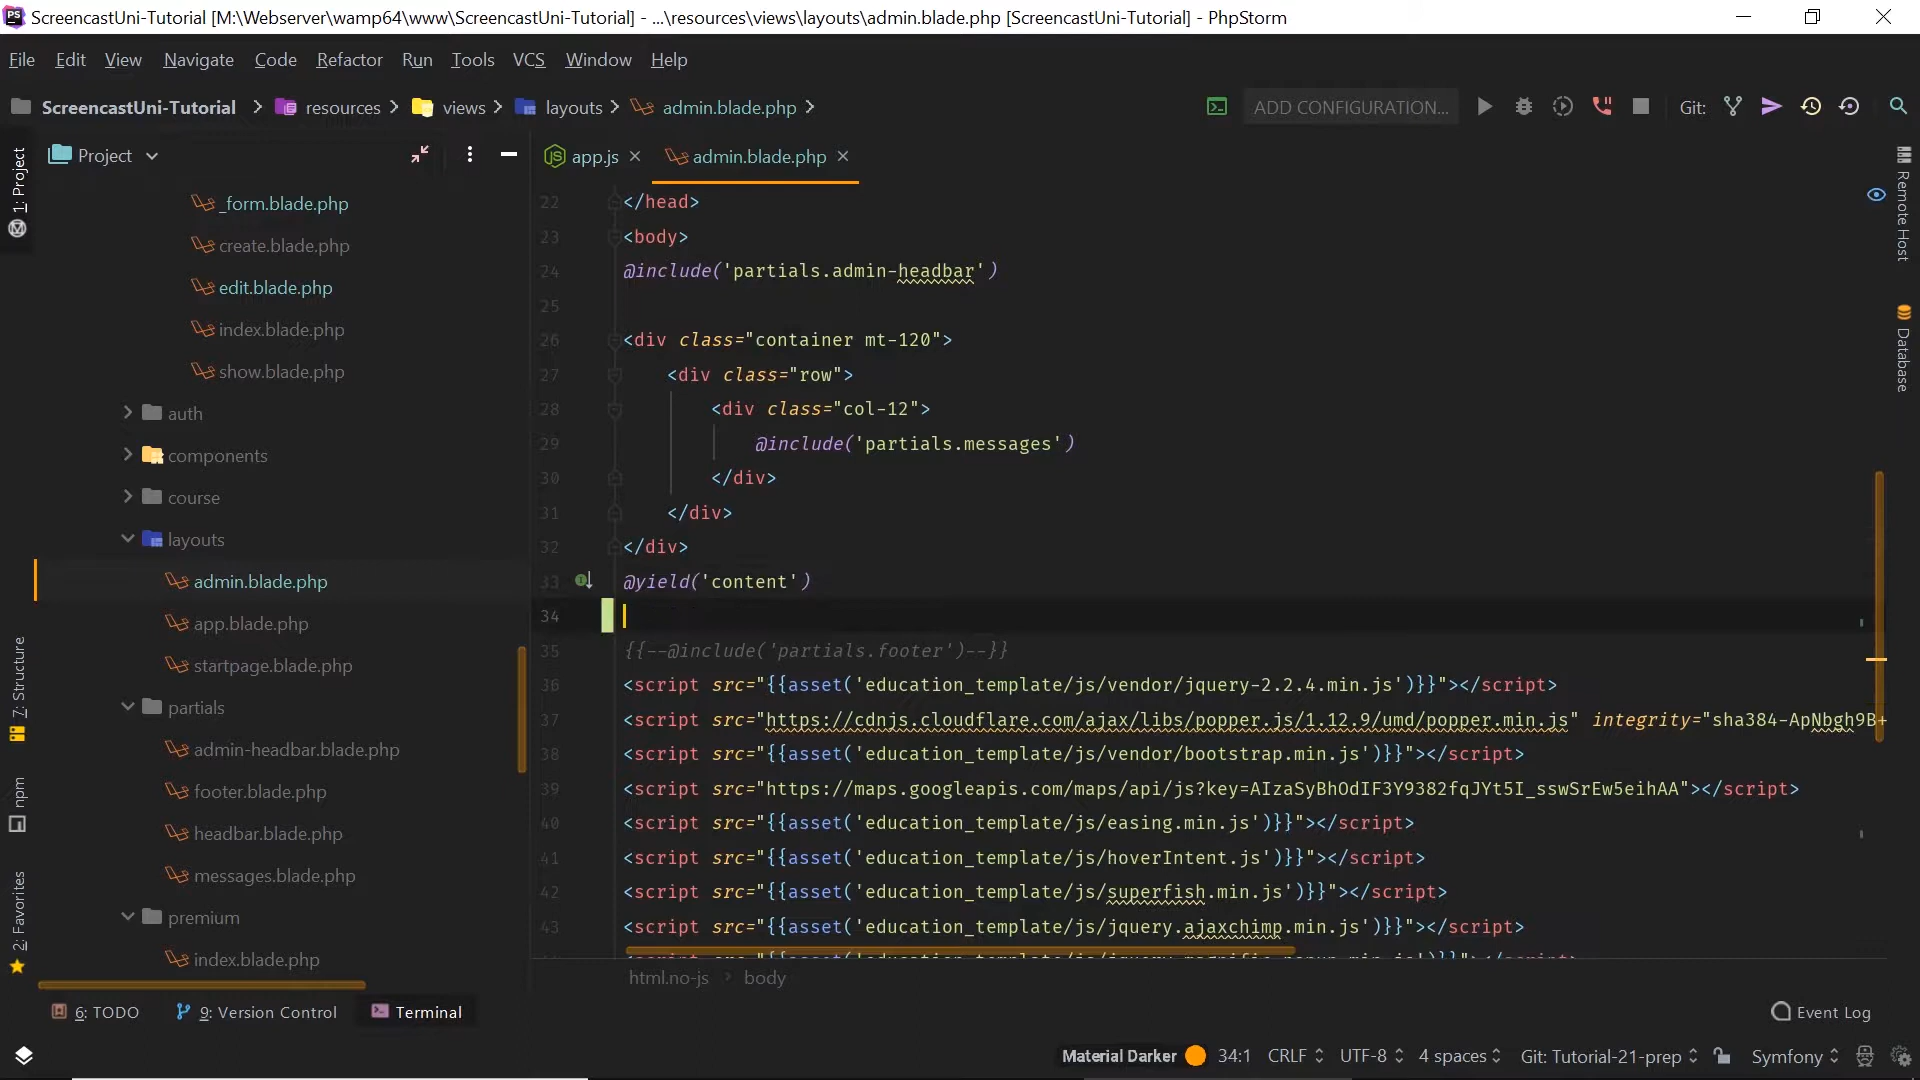 ScreencastUni-Tutorial [M:\Webserver\wamp64\www\ScreencastUni-Tutorial] - ...\resources\views\layouts\admin.blade.php [ScreencastUni-Tutorial] - PhpStorm
File Edit View Navigate Code Refactor Run Tools VCS Window Help
ScreencastUni-Tutorial resources views layouts admin.blade.php
ADD CONFIGURATION... Git:
1: Project
7: Structure
npm
2: Favorites
Project
_form.blade.php
create.blade.php
edit.blade.php
index.blade.php
show.blade.php
auth
components
course
layouts
admin.blade.php
app.blade.php
startpage.blade.php
partials
admin-headbar.blade.php
footer.blade.php
headbar.blade.php
messages.blade.php
premium
index.blade.php
app.js admin.blade.php
22 </head>
23 <body>
24 @include('partials.admin-headbar')
25
26 <div class="container mt-120">
27 <div class="row">
28 <div class="col-12">
29 @include('partials.messages')
30 </div>
31 </div>
32 </div>
33 @yield('content')
34
35 {{--@include('partials.footer')--}}
36 <script src="{{asset('education_template/js/vendor/jquery-2.2.4.min.js')}}"></script>
37 <script src="https://cdnjs.cloudflare.com/ajax/libs/popper.js/1.12.9/umd/popper.min.js" integrity="sha384-ApNbgh9B+
38 <script src="{{asset('education_template/js/vendor/bootstrap.min.js')}}"></script>
39 <script src="https://maps.googleapis.com/maps/api/js?key=AIzaSyBhOdIF3Y9382fqJYt5I_sswSrEw5eihAA"></script>
40 <script src="{{asset('education_template/js/easing.min.js')}}"></script>
41 <script src="{{asset('education_template/js/hoverIntent.js')}}"></script>
42 <script src="{{asset('education_template/js/superfish.min.js')}}"></script>
43 <script src="{{asset('education_template/js/jquery.ajaxchimp.min.js')}}"></script>
html.no-js body
Remote Host
Database
6: TODO 9: Version Control Terminal Event Log
Material Darker 34:1 CRLF UTF-8 4 spaces Git: Tutorial-21-prep Symfony